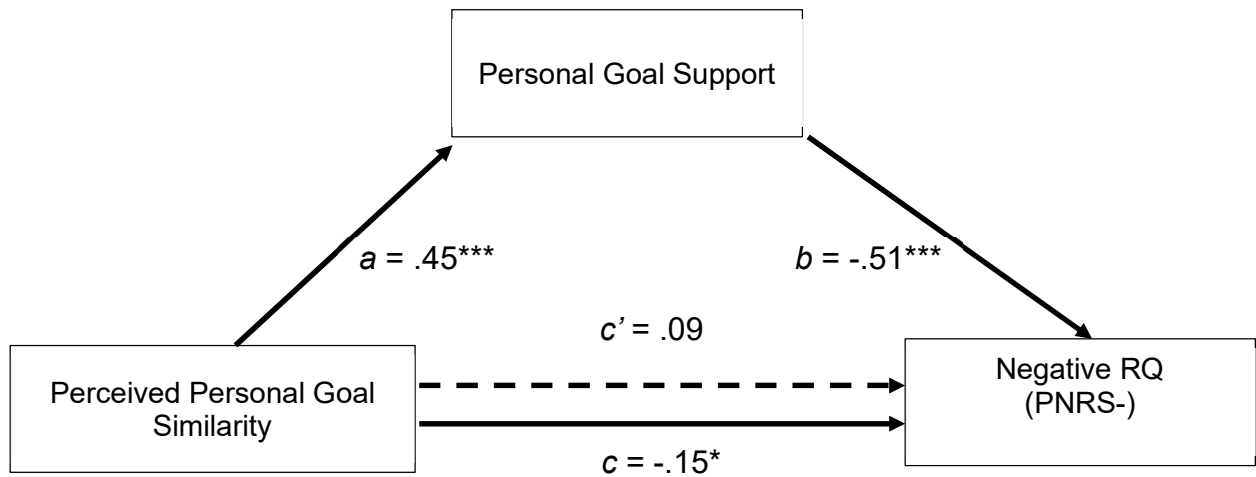 Personal Goal Support
a = .45***
b = -.51***
c’ = .09
Perceived Personal Goal
Similarity
Negative RQ
(PNRS-)
c = -.15*